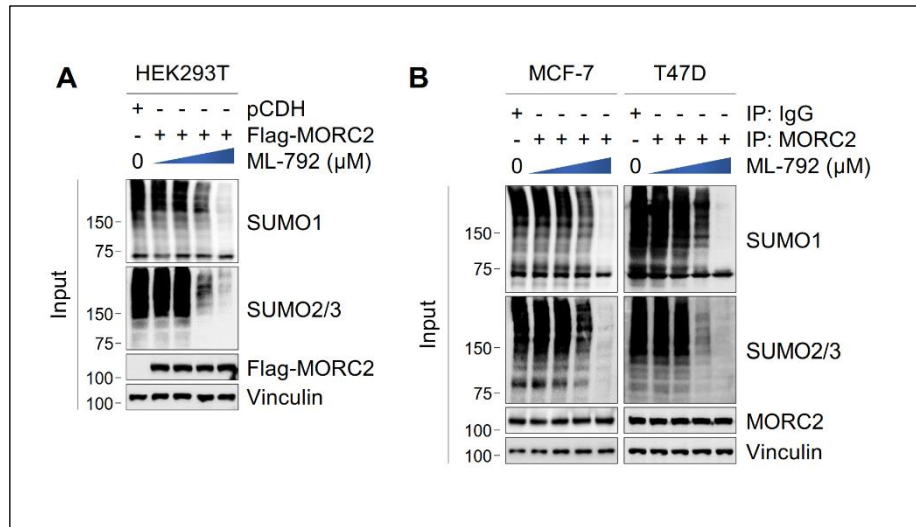 A
HEK293T
+ - - - - pCDH
- + + + + Flag-MORC2
0 ML-792 (µM)
150
75
SUMO1
150
75
SUMO2/3
100
Flag-MORC2
100
Vinculin
Input
B
MCF-7 T47D
+ - - - - + - - - - IP: IgG
- + + + + - + + + + IP: MORC2
0 0 ML-792 (µM)
150
75
SUMO1
150
75
SUMO2/3
100
MORC2
100
Vinculin
Input